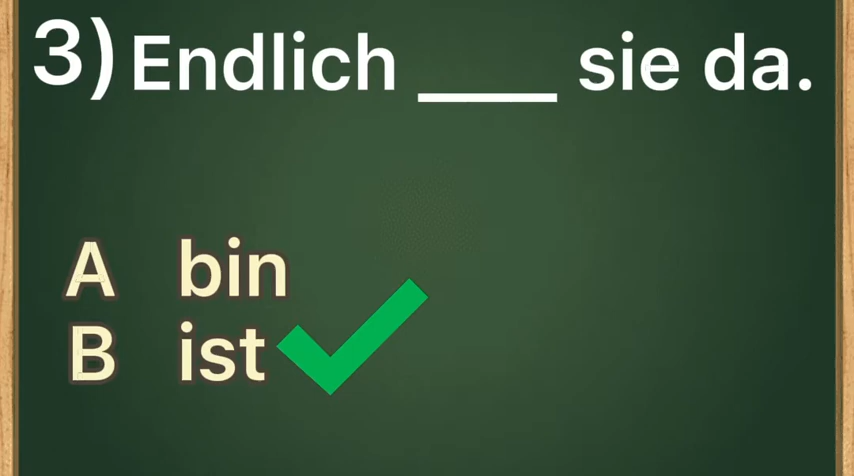 3) Endlich ____ sie da.
A bin
B ist